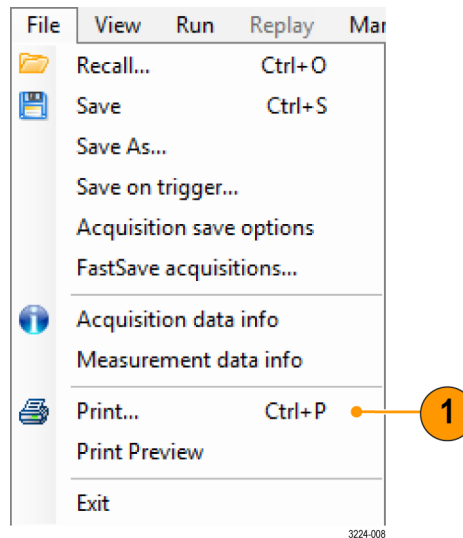 File View Run Replay Mar
Recall... Ctrl+O
Save Ctrl+S
Save As...
Save on trigger...
Acquisition save options
FastSave acquisitions...
Acquisition data info
Measurement data info
Print... Ctrl+P 1
Print Preview
Exit
3224-008